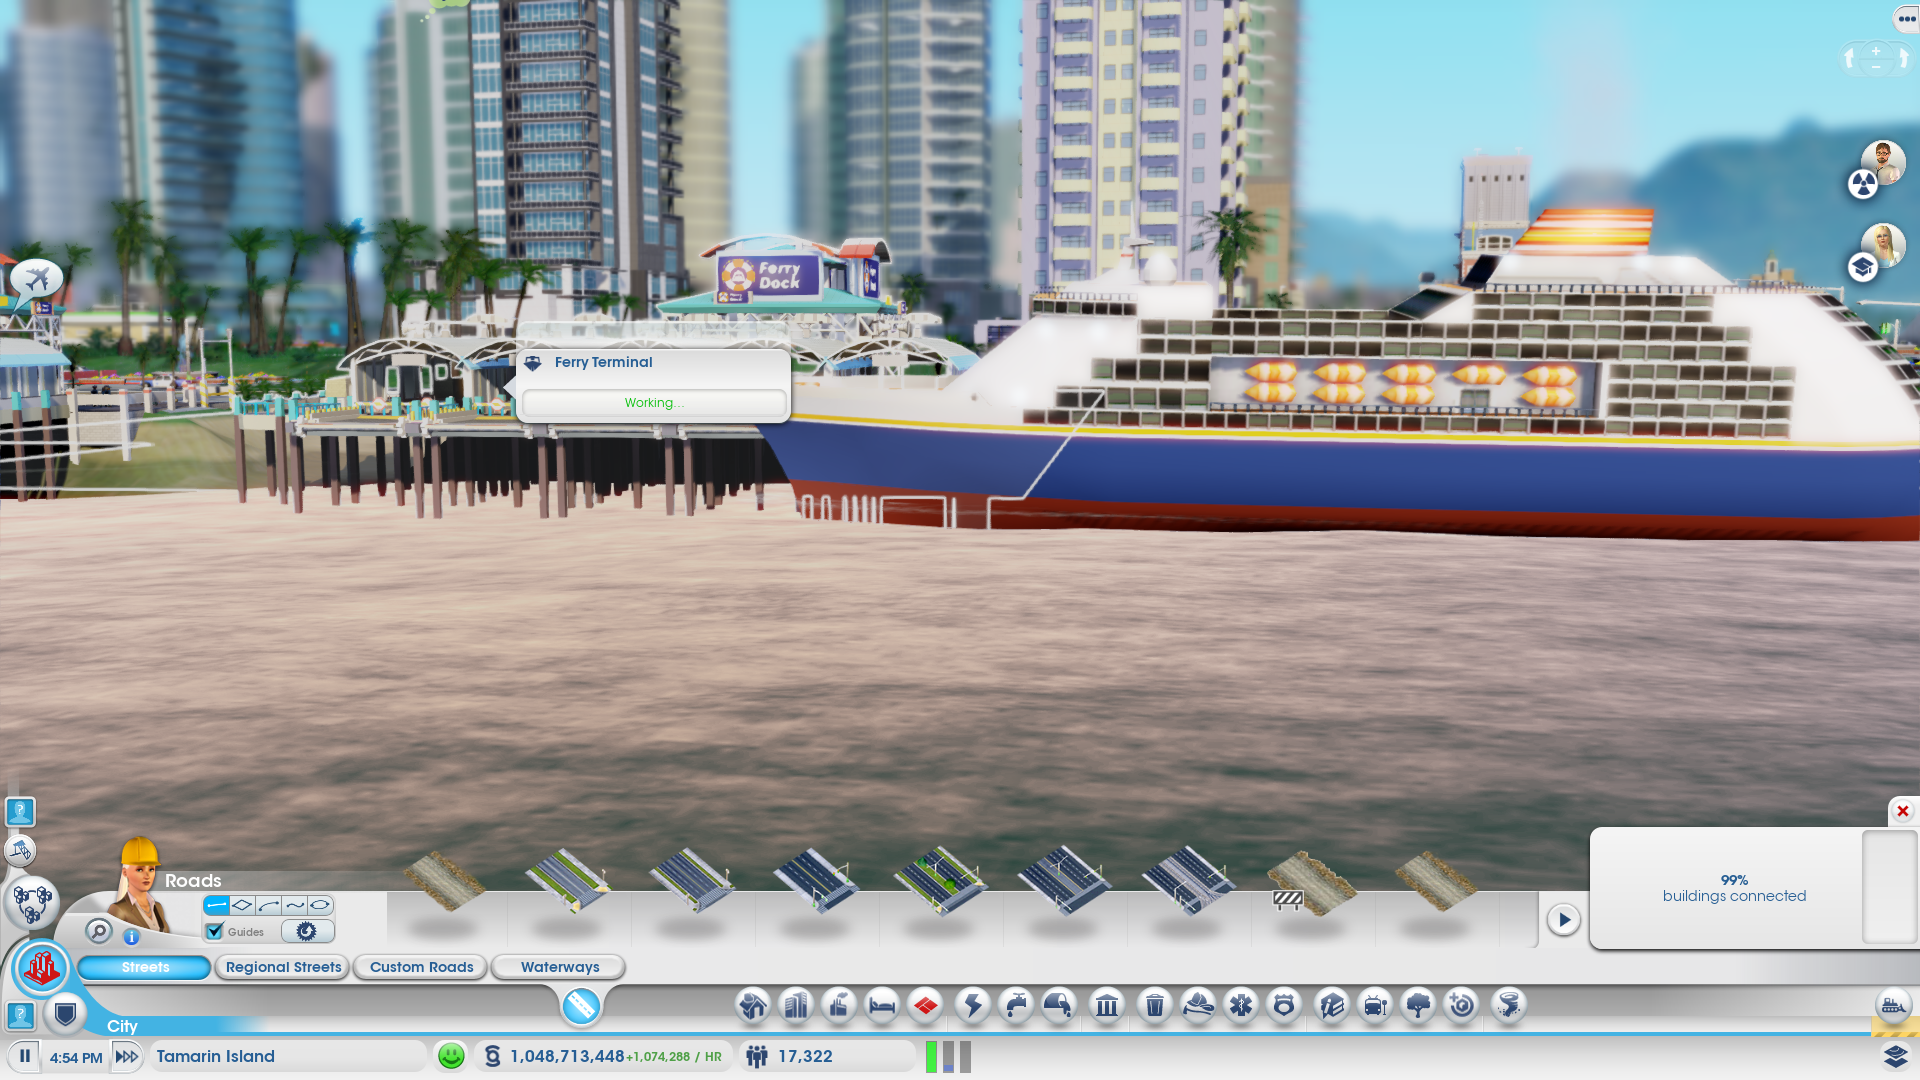 Ferry
Dock
Ferry Terminal
Working...
Roads
Guides
99%
buildings connected
Streets
Regional Streets
Custom Roads
Waterways
City
4:54 PM
Tamarin Island
1,048,713,448
+1,074,288 / HR
17,322